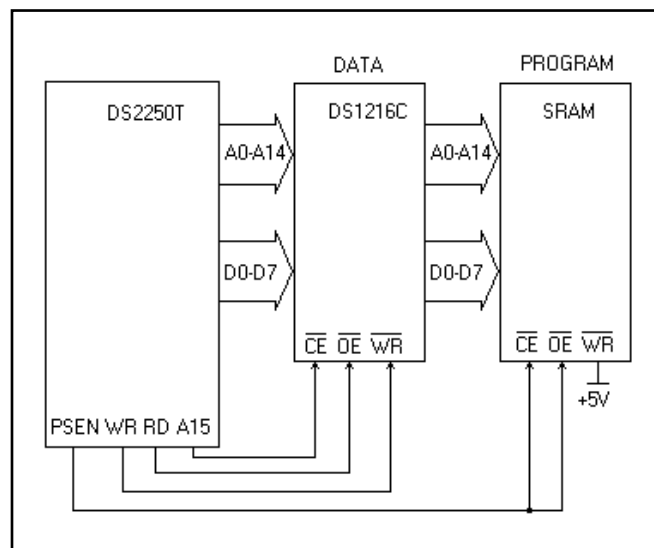 DATA PROGRAM
DS2250T DS1216C SRAM
A0-A14 A0-A14
D0-D7 D0-D7
CE OE WR CE OE WR
+5V
PSEN WR RD A15